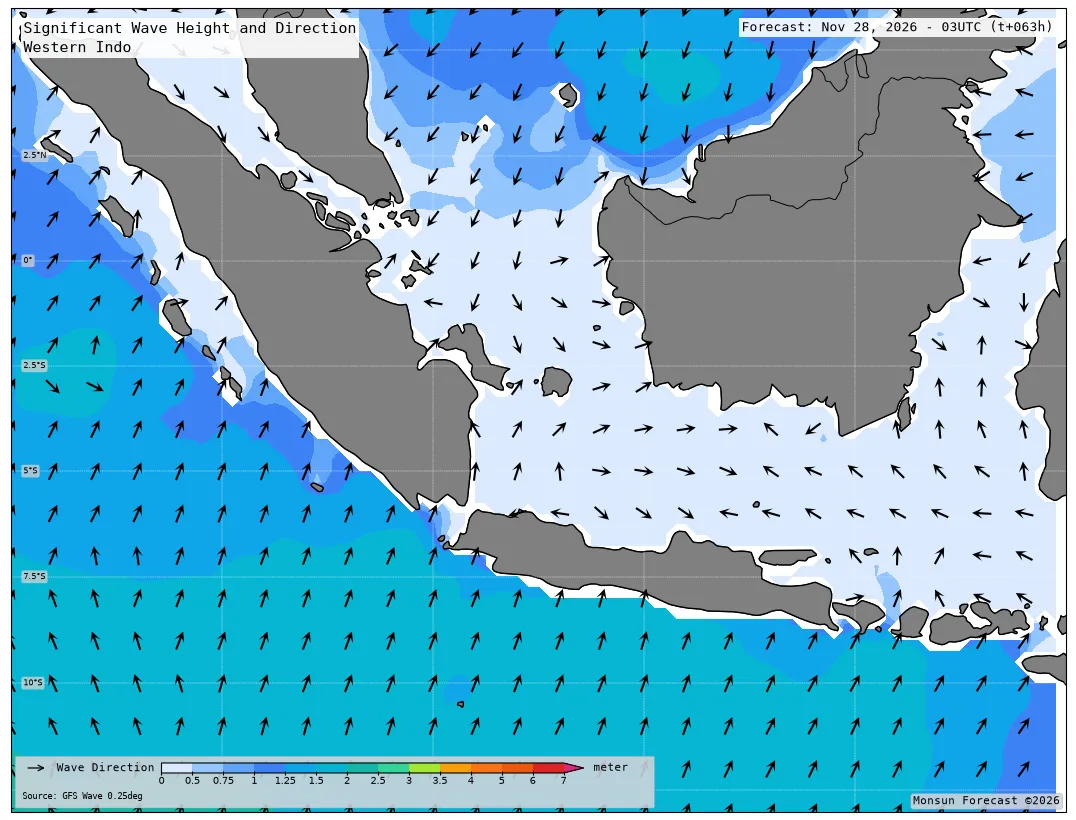 Significant Wave Height and Direction
Western Indo
Forecast: Nov 28, 2026 - 03UTC (t+063h)
2.5°N
0°
2.5°S
5°S
7.5°S
10°S
Wave Direction
0 0.5 0.75 1 1.25 1.5 2 2.5 3 3.5 4 5 6 7
meter
Source: GFS Wave 0.25deg
Monsun Forecast ©2026